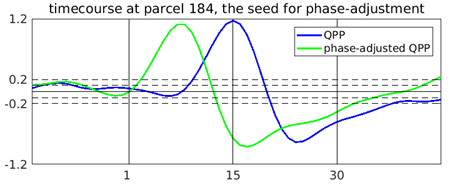 timecourse at parcel 184, the seed for phase-adjustment
1.2
QPP
phase-adjusted QPP
0.2
-0.2
-1.2
1 15 30